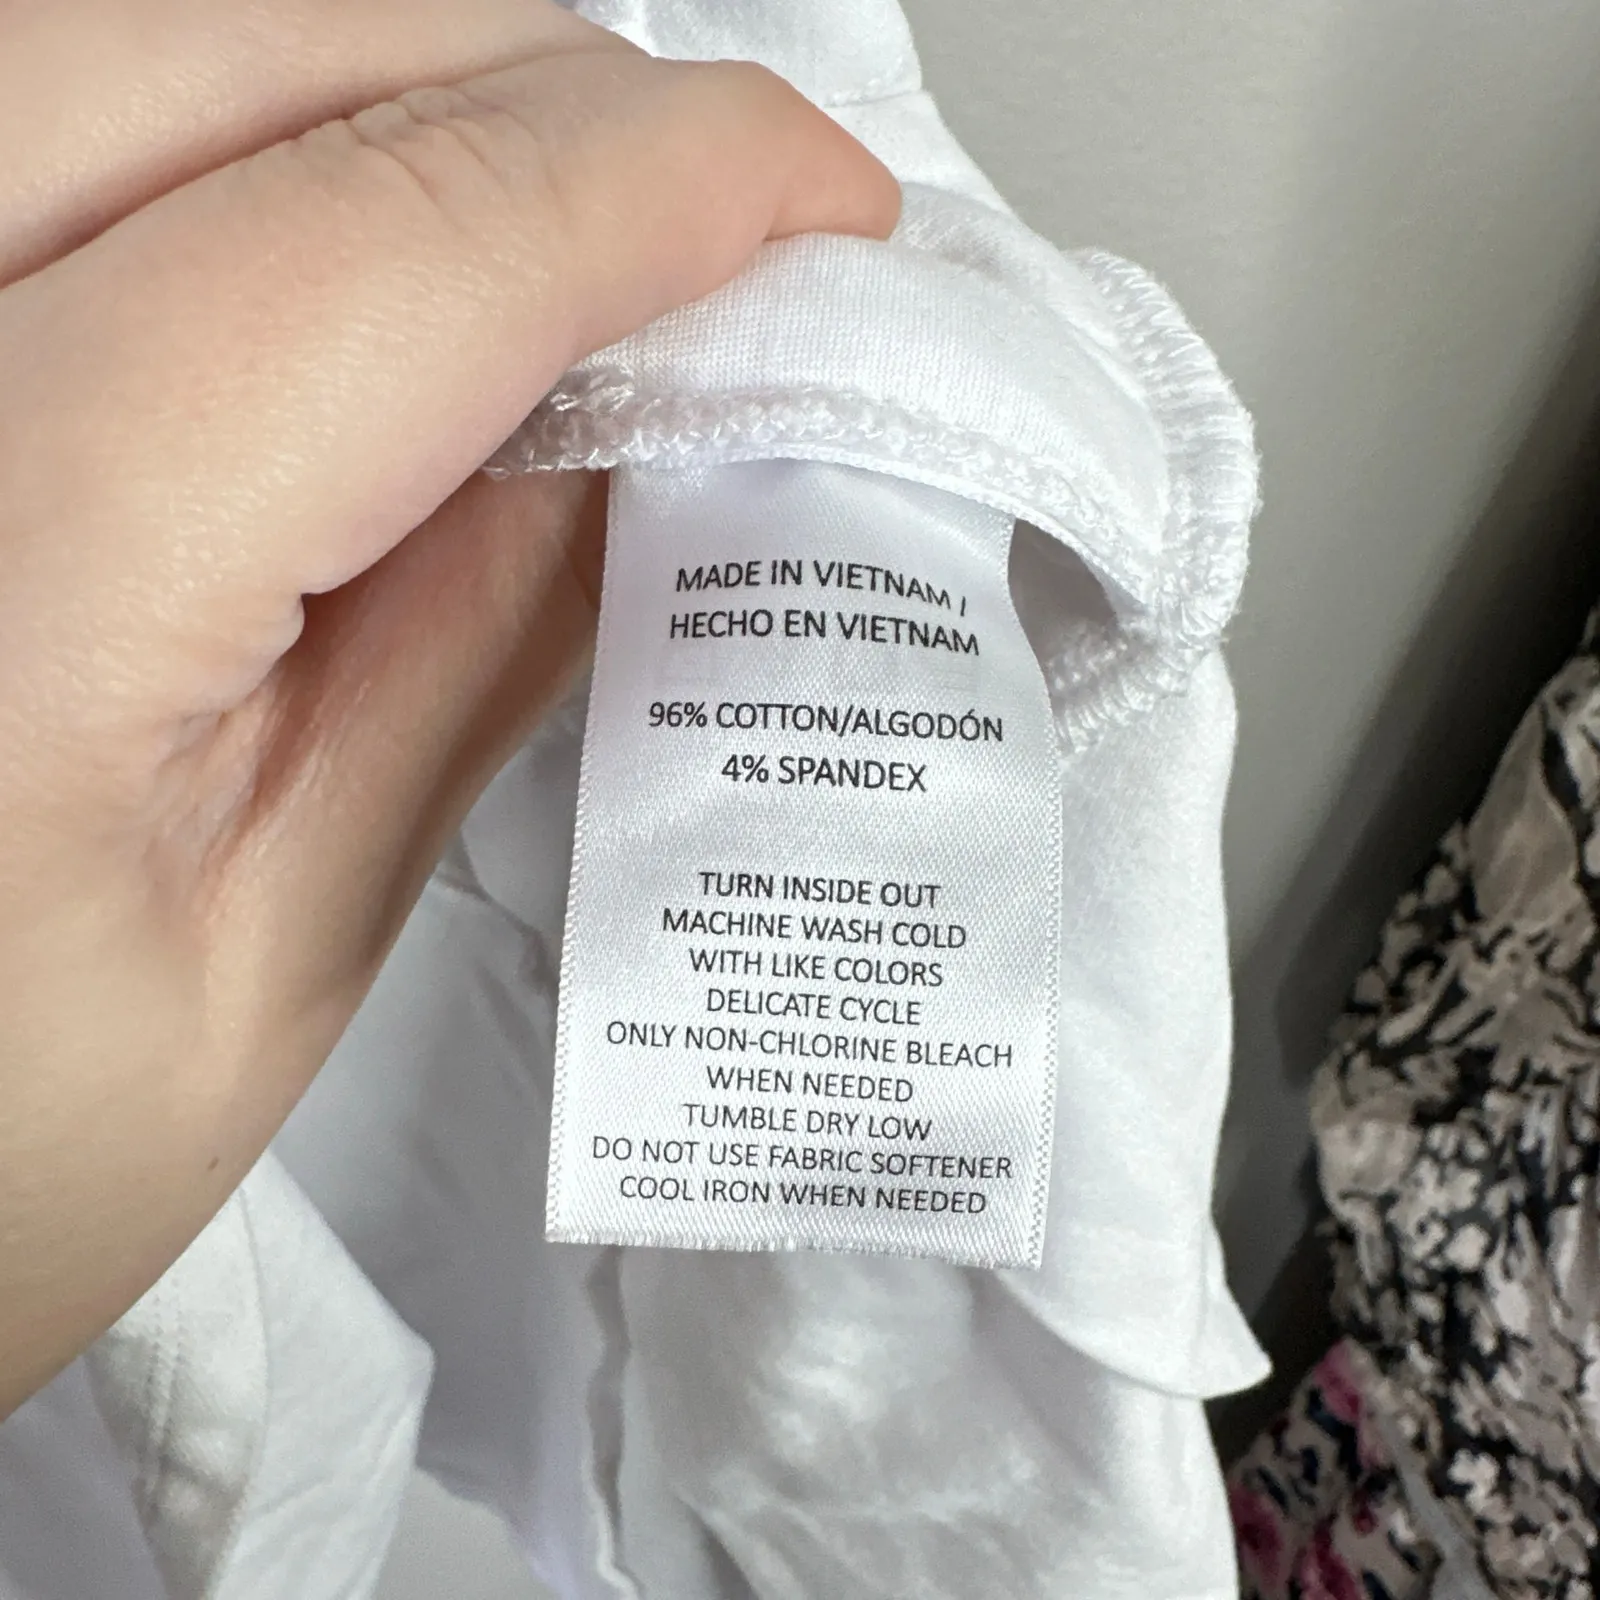 MADE IN VIETNAM /
HECHO EN VIETNAM
96% COTTON/ALGODÓN
4% SPANDEX
TURN INSIDE OUT
MACHINE WASH COLD
WITH LIKE COLORS
DELICATE CYCLE
ONLY NON-CHLORINE BLEACH
WHEN NEEDED
TUMBLE DRY LOW
DO NOT USE FABRIC SOFTENER
COOL IRON WHEN NEEDED